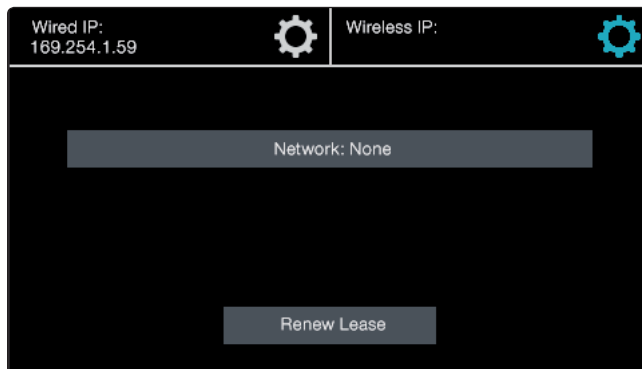 Wired IP:
169.254.1.59
Wireless IP:
Network: None
Renew Lease